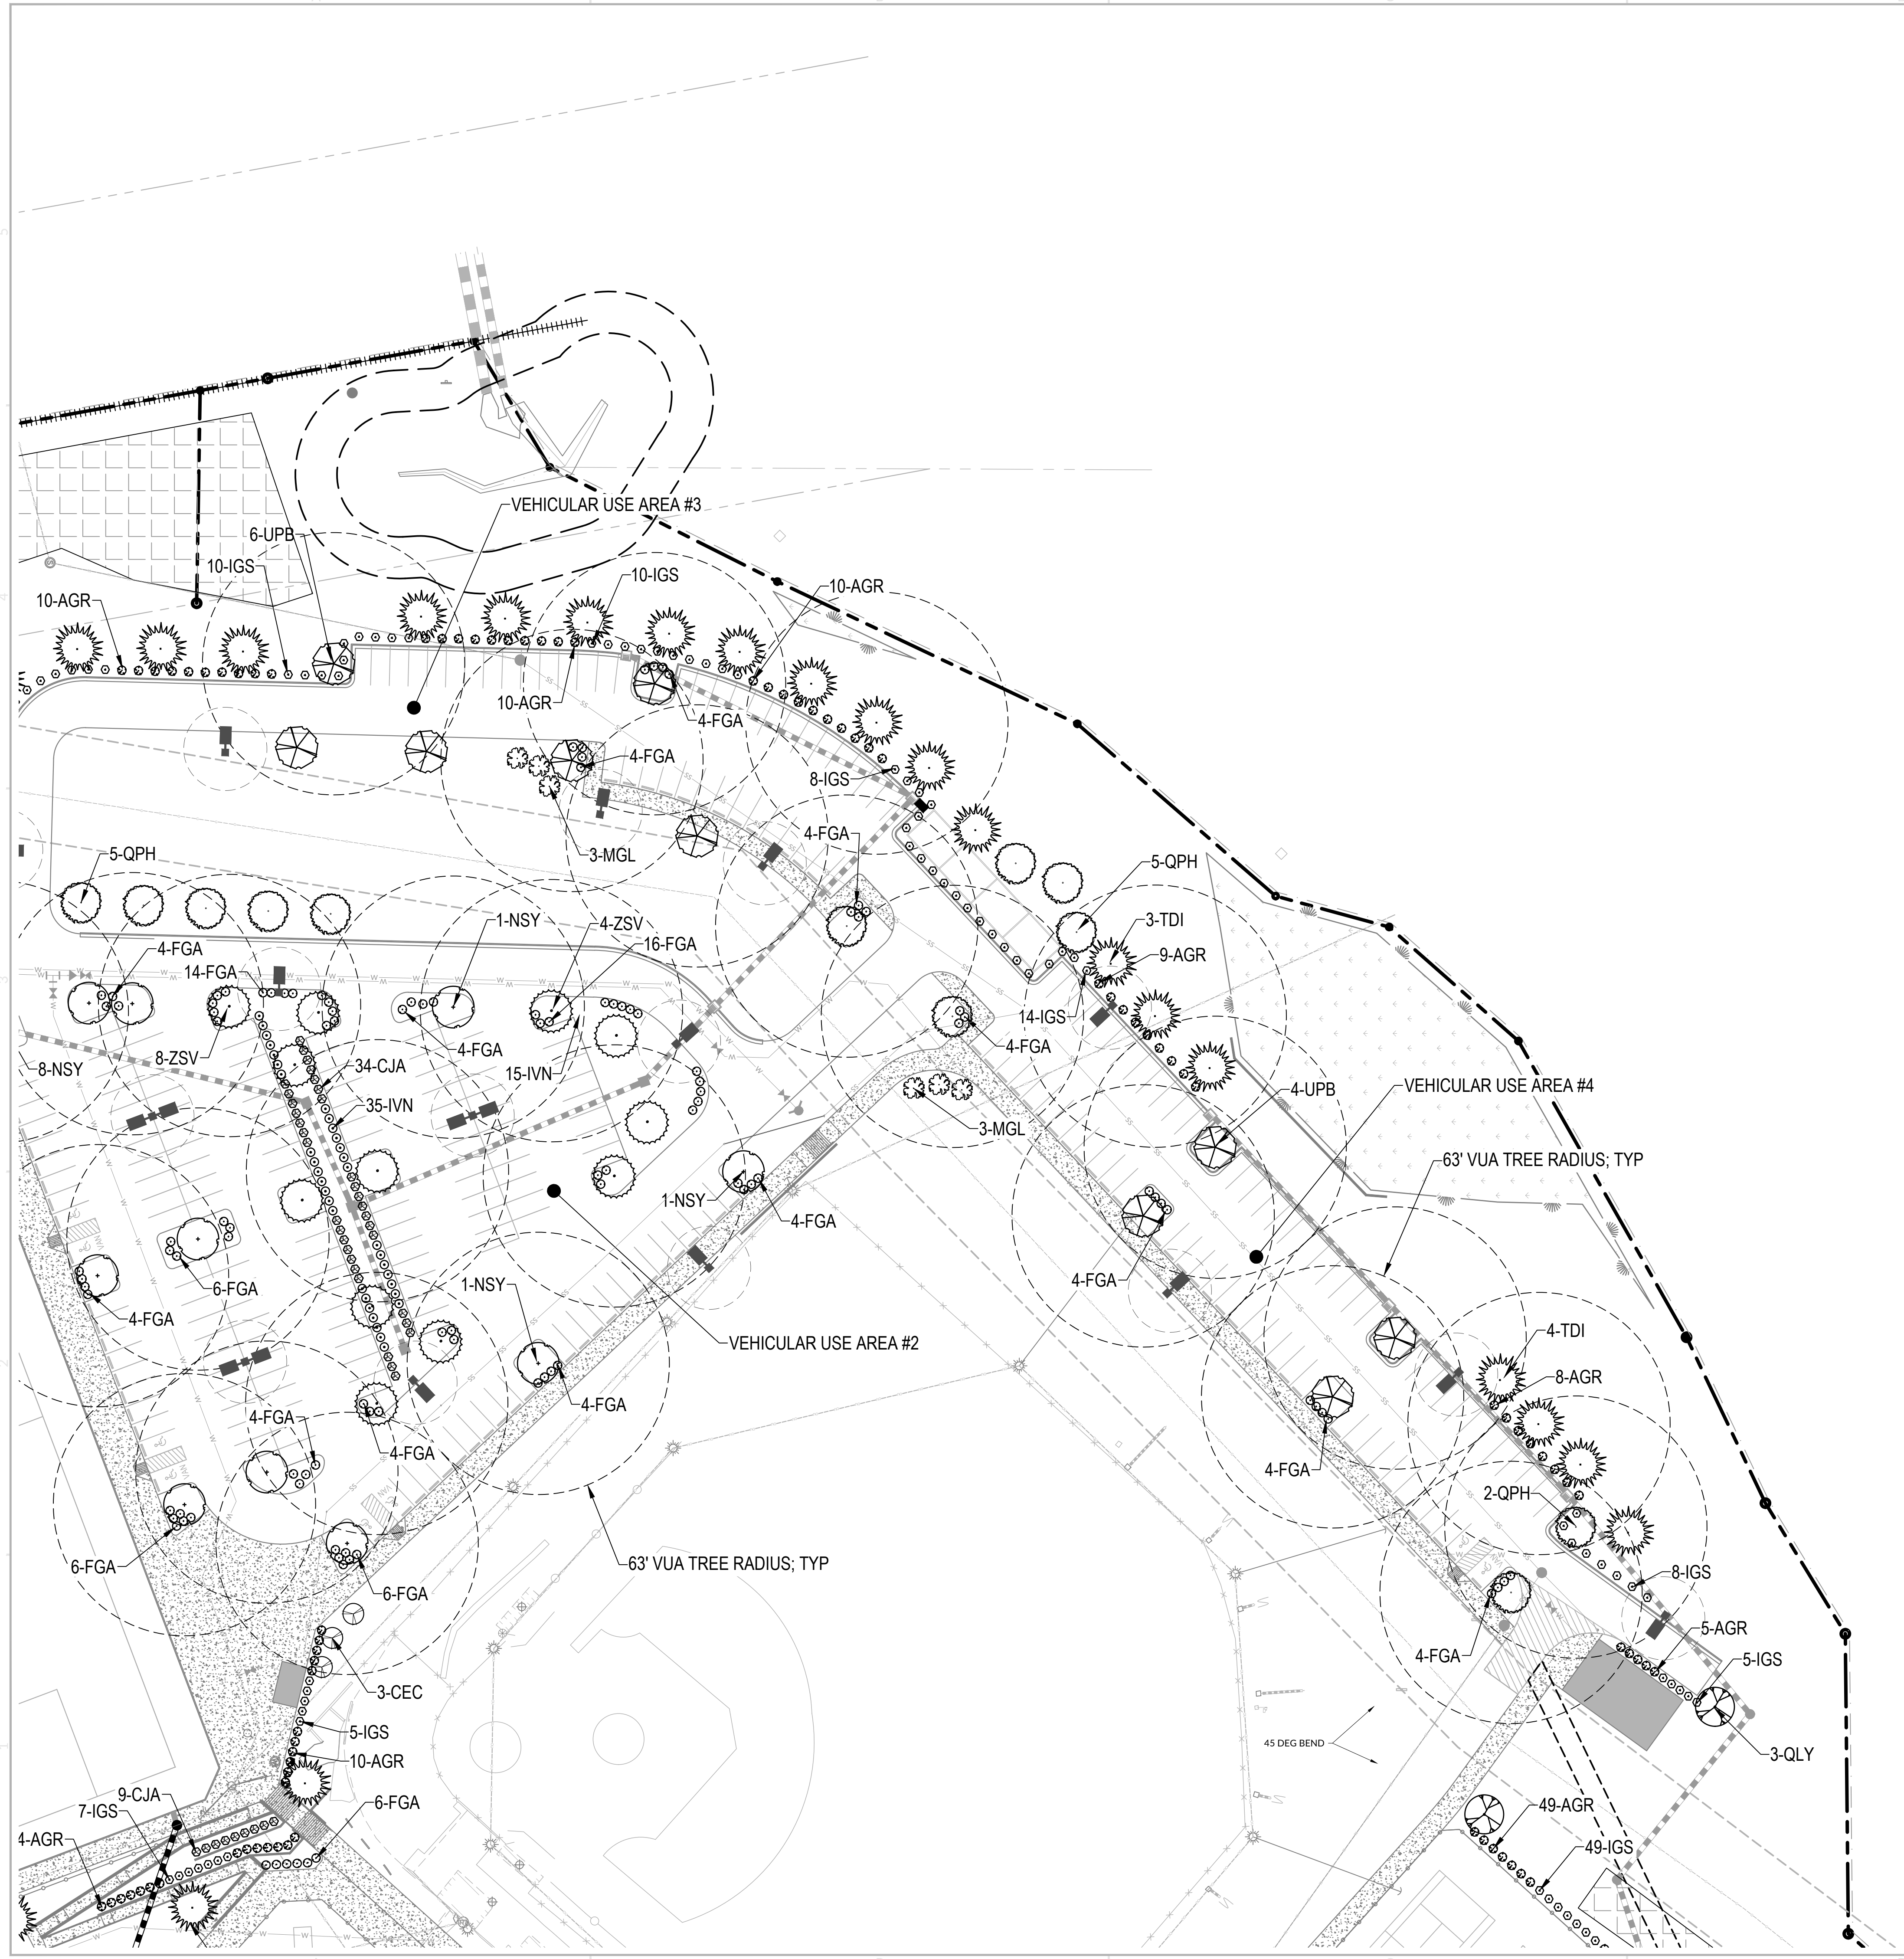 VEHICULAR USE AREA #3
6-UPB
10-IGS
10-IGS
10-AGR
10-AGR
10-AGR
4-FGA
4-FGA
8-IGS
4-FGA
3-MGL
5-QPH
5-QPH
1-NSY
4-ZSV
3-TDI
16-FGA
4-FGA
9-AGR
14-FGA
14-IGS
4-FGA
4-FGA
8-NSY
8-ZSV
34-CJA
15-IVN
VEHICULAR USE AREA #4
4-UPB
35-IVN
3-MGL
63' VUA TREE RADIUS; TYP
1-NSY
4-FGA
4-FGA
1-NSY
6-FGA
4-FGA
VEHICULAR USE AREA #2
4-TDI
8-AGR
4-FGA
4-FGA
4-FGA
4-FGA
2-QPH
63' VUA TREE RADIUS; TYP
6-FGA
8-IGS
6-FGA
5-AGR
4-FGA
5-IGS
3-CEC
5-IGS
45 DEG BEND
3-QLY
10-AGR
9-CJA
6-FGA
49-AGR
7-IGS
4-AGR
49-IGS